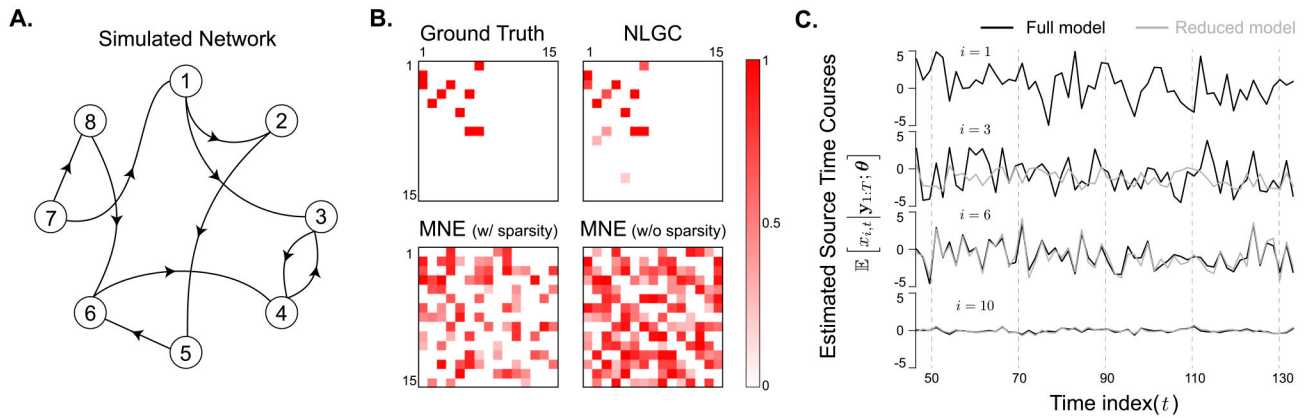 A.
Simulated Network
1
2
3
4
5
6
7
8
B.
Ground Truth
NLGC
1 15
1 15
1
15
MNE (w/ sparsity)
MNE (w/o sparsity)
1
15
1
0.5
0
C.
Full model
Reduced model
Estimated Source Time Courses
𝔼 [ x_{i,t} | y_{1:T}; θ ]
5
0
-5
i = 1
5
0
-5
i = 3
5
0
-5
i = 6
5
0
-5
i = 10
50 70 90 110 130
Time index(t)